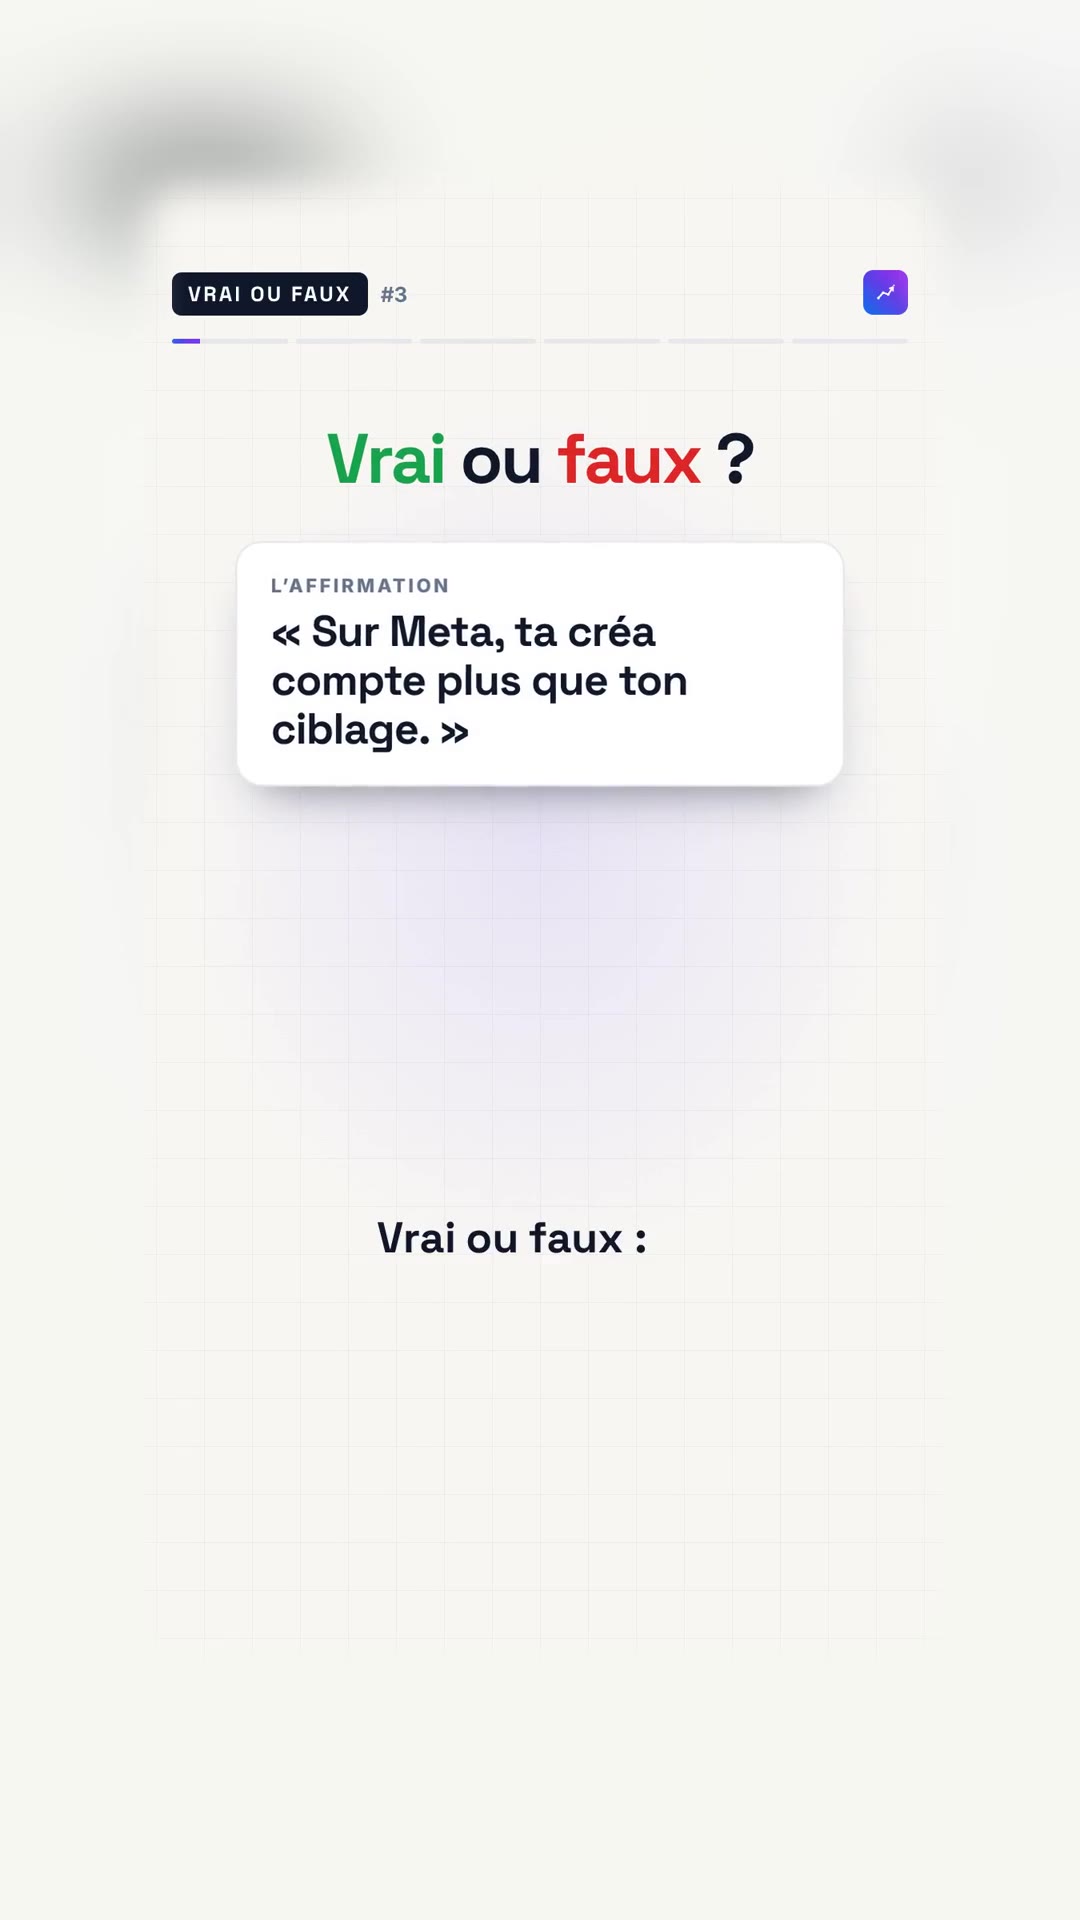 VRAI OU FAUX #3
Vrai ou faux ?
L’AFFIRMATION
« Sur Meta, ta créa
compte plus que ton
ciblage. »
Vrai ou faux :